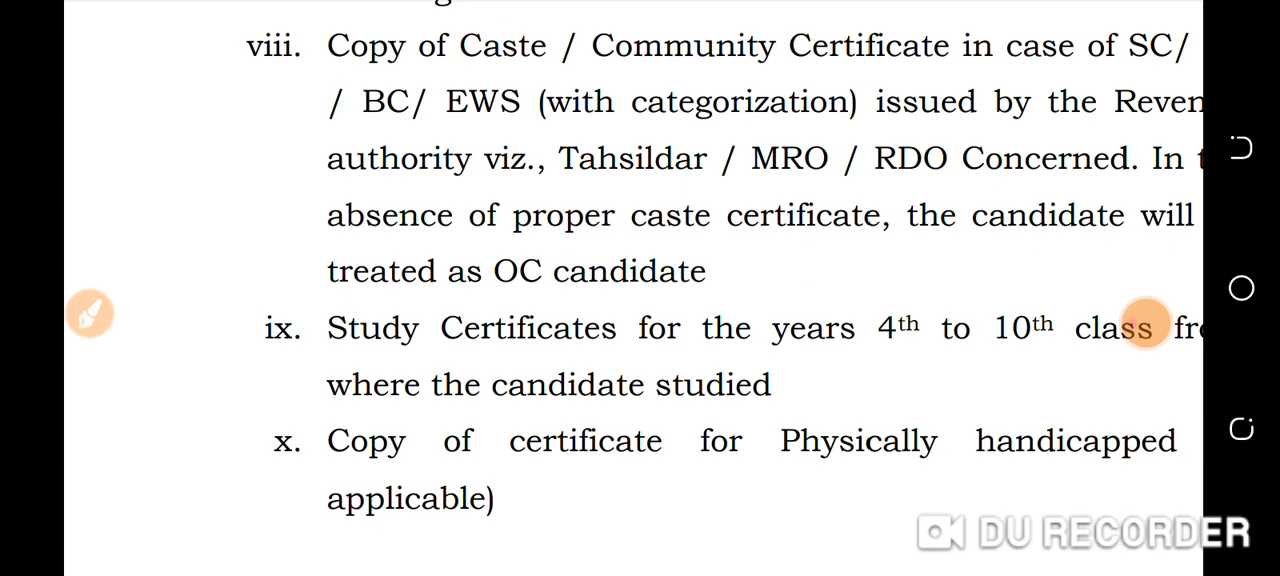 viii. Copy of Caste / Community Certificate in case of SC/
/ BC/ EWS (with categorization) issued by the Reven
authority viz., Tahsildar / MRO / RDO Concerned. In t
absence of proper caste certificate, the candidate will
treated as OC candidate
ix. Study Certificates for the years 4th to 10th class fro
where the candidate studied
x. Copy of certificate for Physically handicapped
applicable)
DU RECORDER